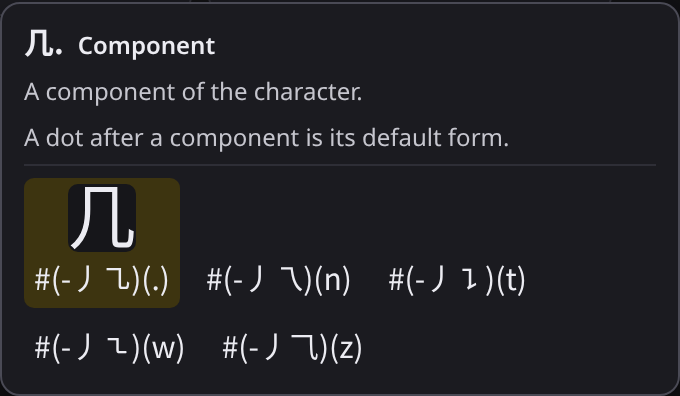 几. Component
A component of the character.
A dot after a component is its default form.
几
#(-丿⺄)(.) #(-丿乁)(n) #(-丿㇊)(t)
#(-丿㇍)(w) #(-丿⺄)(z)